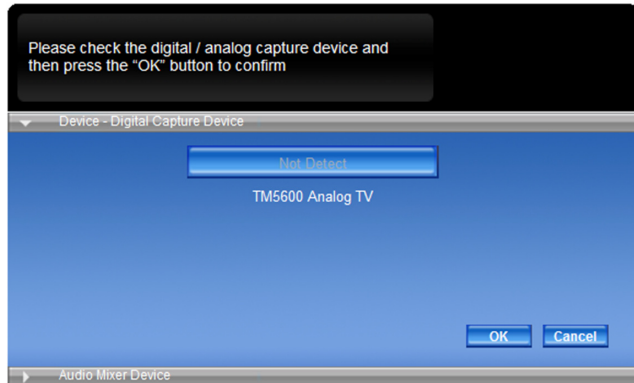 Please check the digital / analog capture device and
then press the “OK” button to confirm
Device - Digital Capture Device
Not Detect
TM5600 Analog TV
OK Cancel
Audio Mixer Device